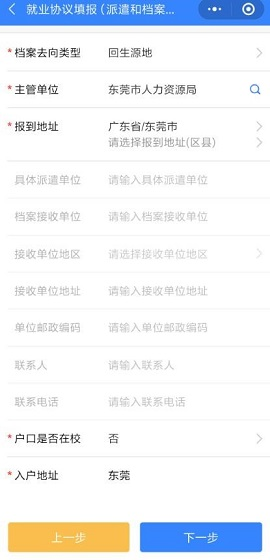 就业协议填报（派遣和档案...
*档案去向类型 回生源地
*主管单位 东莞市人力资源局
*报到地址 广东省/东莞市
请选择报到地址(区县)
具体派遣单位 请输入具体派遣单位
档案接收单位 请输入档案接收单位
接收单位地区 请选择接收单位地区
接收单位地址 请输入接收单位地址
单位邮政编码 请输入单位邮政编码
联系人 请输入联系人
联系电话 请输入联系电话
*户口是否在校 否
*入户地址 东莞
上一步 下一步